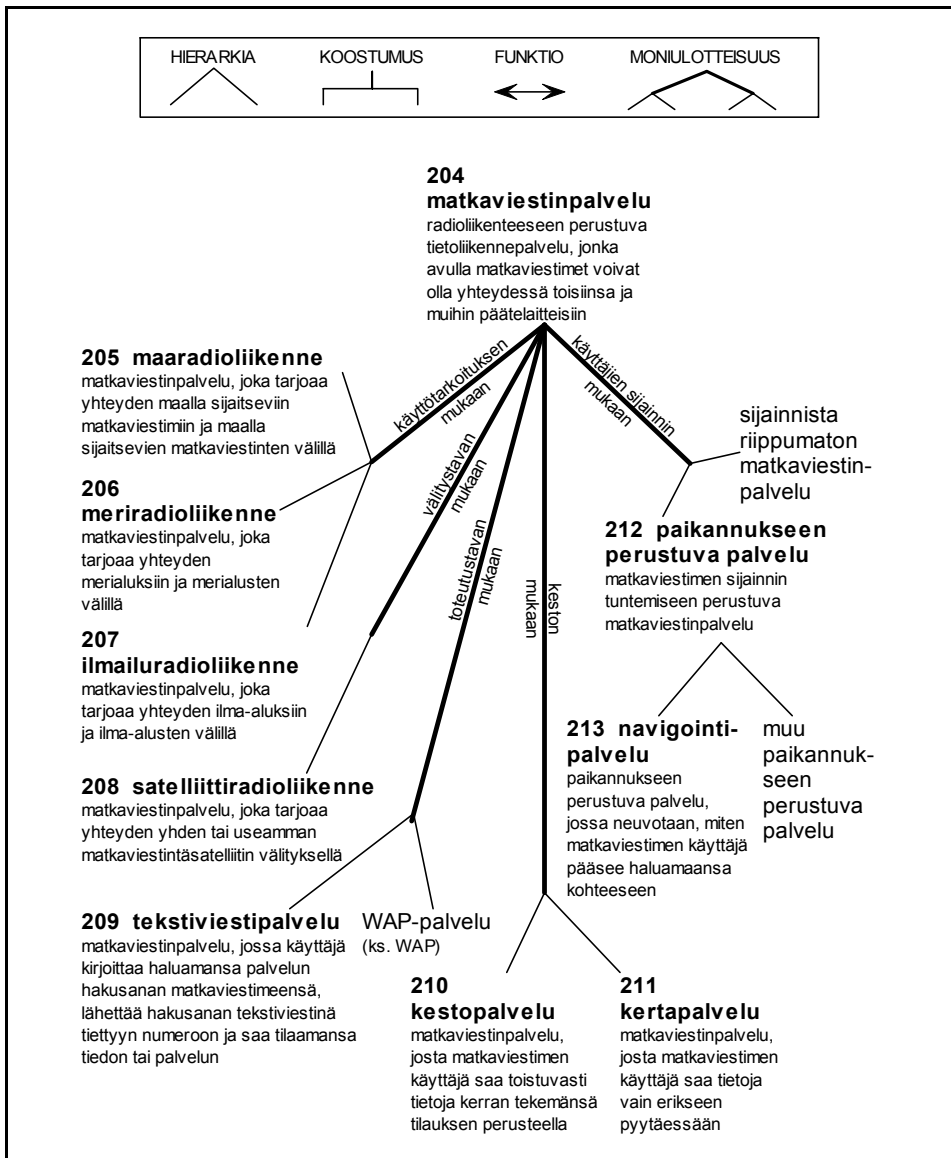 HIERARKIA KOOSTUMUS FUNKTIO MONIULOTTEISUUS
204
matkaviestinpalvelu
radioliikenteeseen perustuva
tietoliikennepalvelu, jonka
avulla matkaviestimet voivat
olla yhteydessä toisiinsa ja
muihin päätelaitteisiin
käyttötarkoituksen
mukaan
välitystavan
mukaan
toteutustavan
mukaan
keston
mukaan
käyttäjien sijainnin
mukaan
205 maaradioliikenne
matkaviestinpalvelu, joka tarjoaa
yhteyden maalla sijaitseviin
matkaviestimiin ja maalla
sijaitsevien matkaviestinten välillä
206
meriradioliikenne
matkaviestinpalvelu, joka
tarjoaa yhteyden
merialuksiin ja merialusten
välillä
207
ilmailuradioliikenne
matkaviestinpalvelu, joka
tarjoaa yhteyden ilma-aluksiin
ja ilma-alusten välillä
208 satelliittiradioliikenne
matkaviestinpalvelu, joka tarjoaa
yhteyden yhden tai useamman
matkaviestintäsatelliitin välityksellä
209 tekstiviestipalvelu
matkaviestinpalvelu, jossa käyttäjä
kirjoittaa haluamansa palvelun
hakusanan matkaviestimeensä,
lähettää hakusanan tekstiviestinä
tiettyyn numeroon ja saa tilaamansa
tiedon tai palvelun
WAP-palvelu
(ks. WAP)
210
kestopalvelu
matkaviestinpalvelu,
josta matkaviestimen
käyttäjä saa toistuvasti
tietoja kerran tekemänsä
tilauksen perusteella
211
kertapalvelu
matkaviestinpalvelu,
josta matkaviestimen
käyttäjä saa tietoja
vain erikseen
pyytäessään
sijainnista
riippumaton
matkaviestin-
palvelu
212 paikannukseen
perustuva palvelu
matkaviestimen sijainnin
tuntemiseen perustuva
matkaviestinpalvelu
213 navigointi-
palvelu
paikannukseen
perustuva palvelu,
jossa neuvotaan, miten
matkaviestimen käyttäjä
pääsee haluamaansa
kohteeseen
muu
paikannuk-
seen
perustuva
palvelu